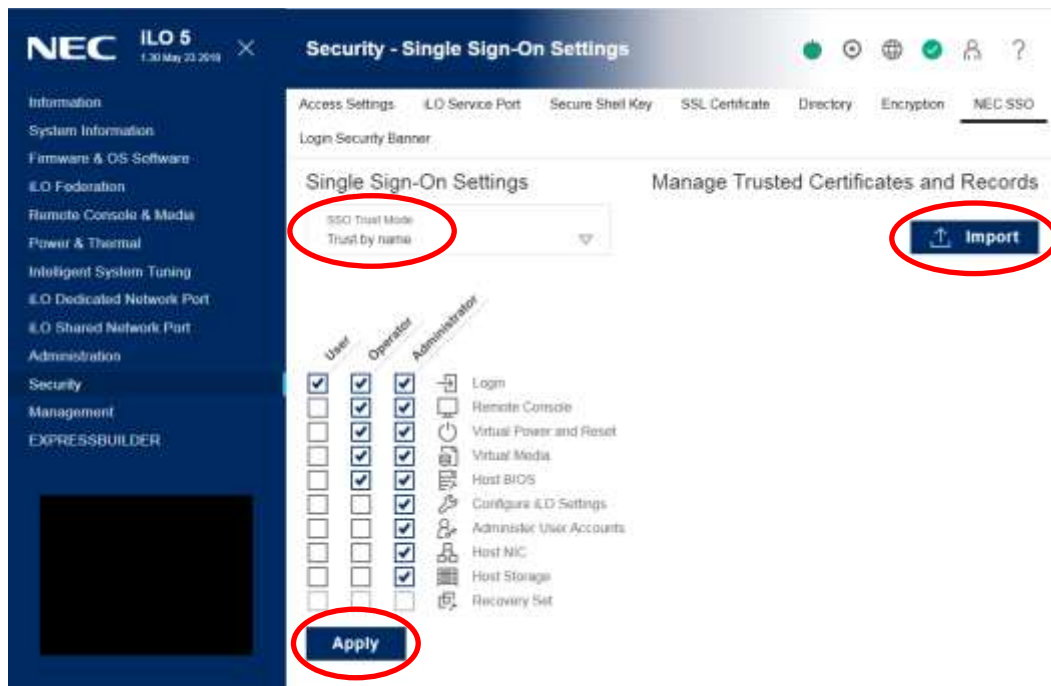 NEC iLO 5
1.30 May 23 2018
Security - Single Sign-On Settings
?
Information
System Information
Firmware & OS Software
iLO Federation
Remote Console & Media
Power & Thermal
Intelligent System Tuning
iLO Dedicated Network Port
iLO Shared Network Port
Administration
Security
Management
EXPRESSBUILDER
Access Settings iLO Service Port Secure Shell Key SSL Certificate Directory Encryption NEC SSO
Login Security Banner
Single Sign-On Settings
Manage Trusted Certificates and Records
SSO Trust Mode
Trust by name
Import
User Operator Administrator
Login
Remote Console
Virtual Power and Reset
Virtual Media
Host BIOS
Configure iLO Settings
Administer User Accounts
Host NIC
Host Storage
Recovery Set
Apply